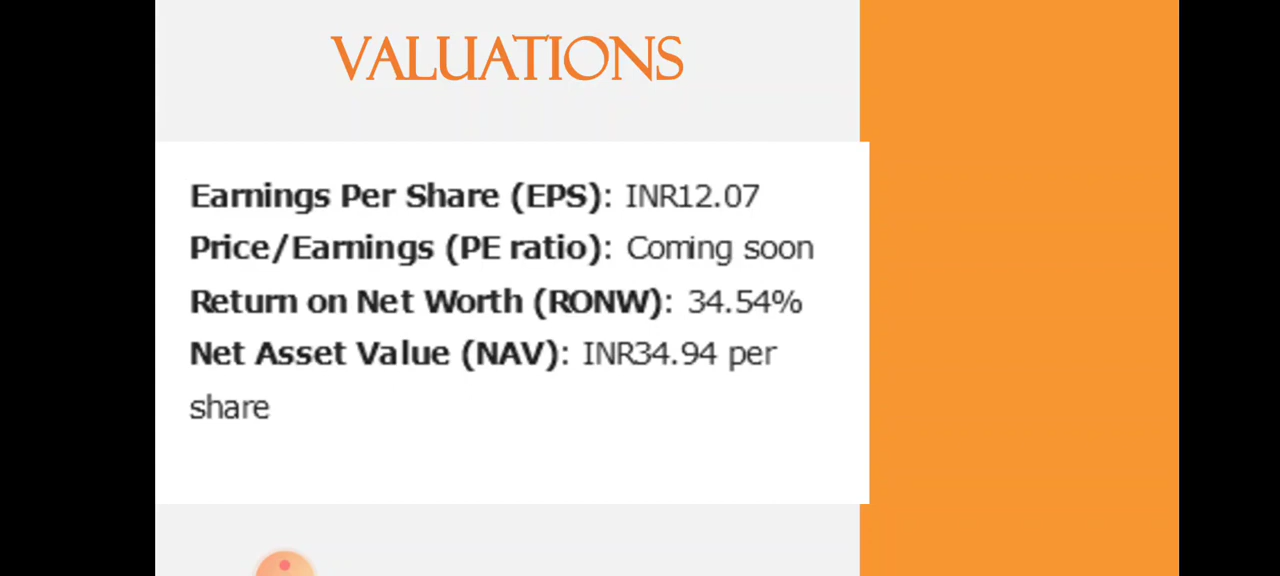 VALUATIONS
Earnings Per Share (EPS): INR12.07
Price/Earnings (PE ratio): Coming soon
Return on Net Worth (RONW): 34.54%
Net Asset Value (NAV): INR34.94 per
share